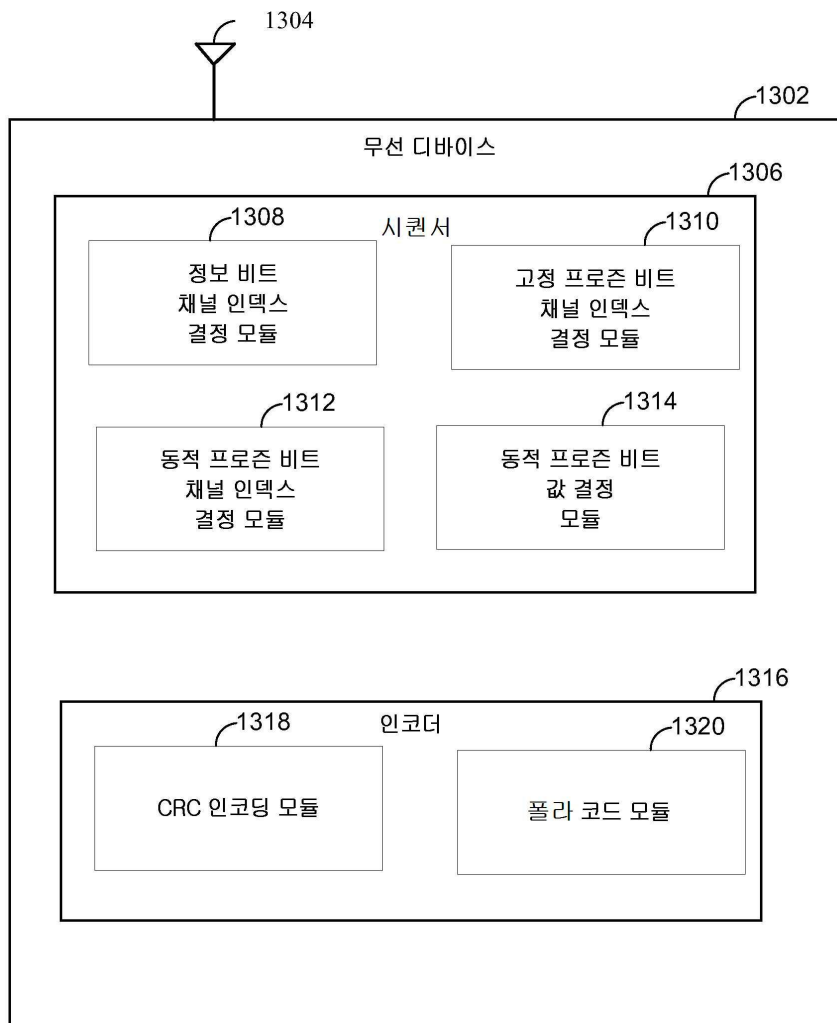 1304
1302
무선 디바이스
1306
시퀀서
1308
정보 비트
채널 인덱스
결정 모듈
1310
고정 프로즌 비트
채널 인덱스
결정 모듈
1312
동적 프로즌 비트
채널 인덱스
결정 모듈
1314
동적 프로즌 비트
값 결정
모듈
1316
인코더
1318
CRC 인코딩 모듈
1320
폴라 코드 모듈